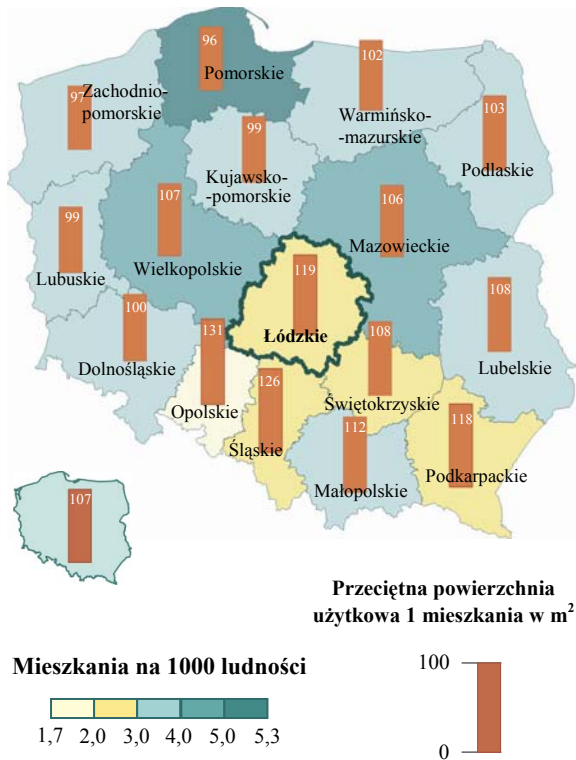 96
Pomorskie
102
Warmińsko-
-mazurskie
97
Zachodnio-
pomorskie
103
Podlaskie
99
Kujawsko-
-pomorskie
107
Wielkopolskie
106
Mazowieckie
99
Lubuskie
119
Łódzkie
108
Lubelskie
100
Dolnośląskie
131
Opolskie
108
Świętokrzyskie
126
Śląskie
112
Małopolskie
118
Podkarpackie
107
Przeciętna powierzchnia
użytkowa 1 mieszkania w m²
Mieszkania na 1000 ludności
1,7 2,0 3,0 4,0 5,0 5,3
100
0